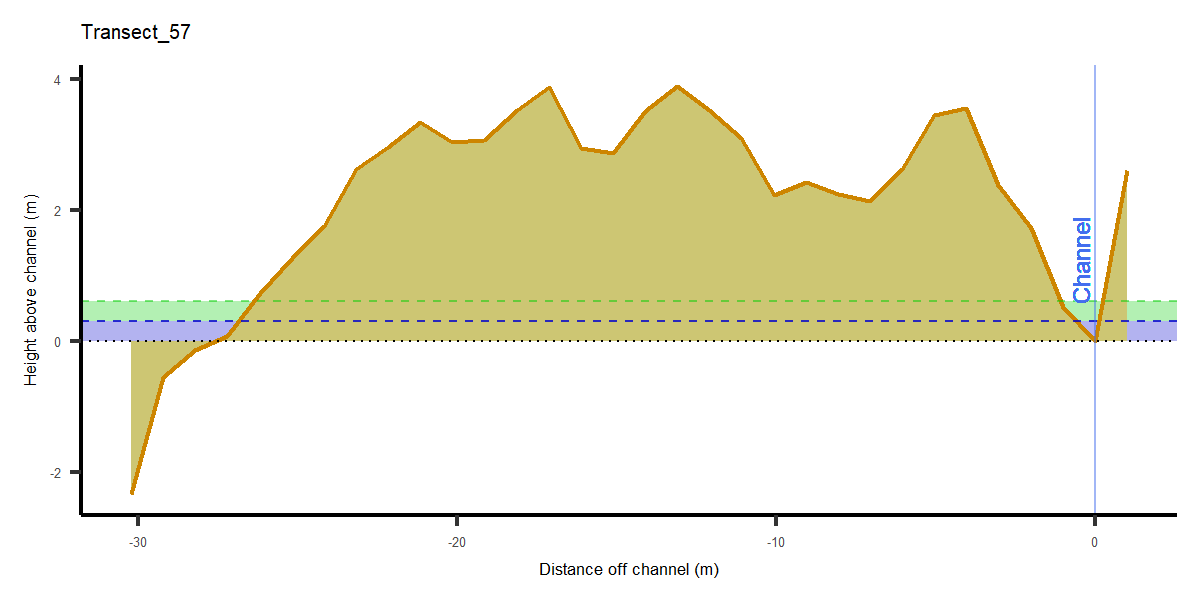 Transect_57
Height above channel (m)
4
2
0
-2
Channel
-30
-20
-10
0
Distance off channel (m)